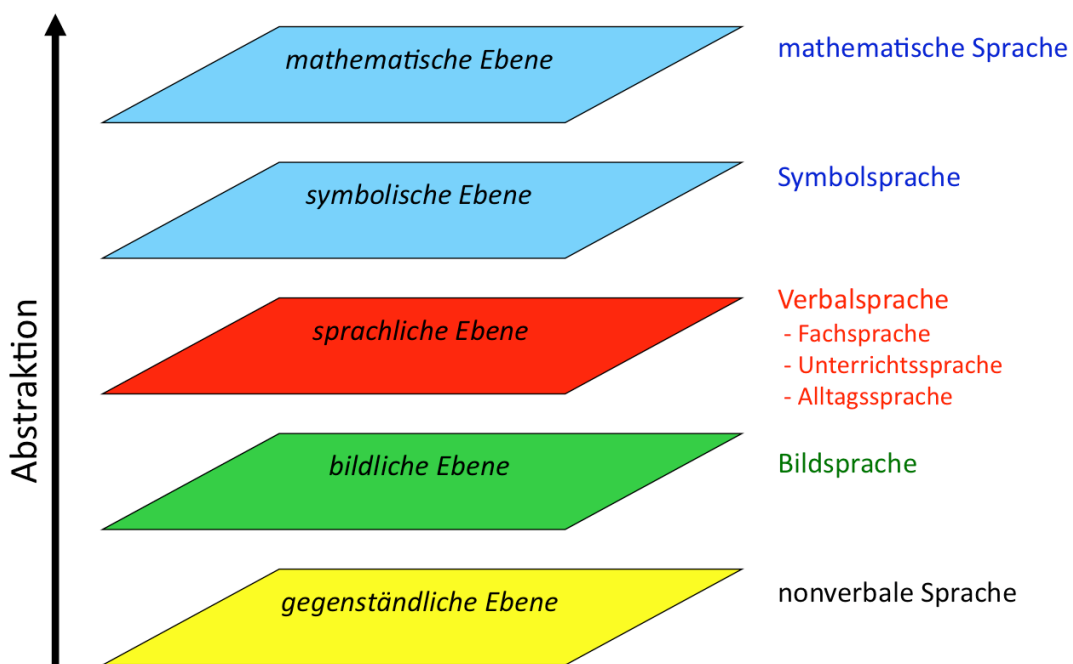 mathematische Ebene
mathematische Sprache
symbolische Ebene
Symbolsprache
sprachliche Ebene
Verbalsprache
- Fachsprache
- Unterrichtssprache
- Alltagssprache
bildliche Ebene
Bildsprache
gegenständliche Ebene
nonverbale Sprache
Abstraktion